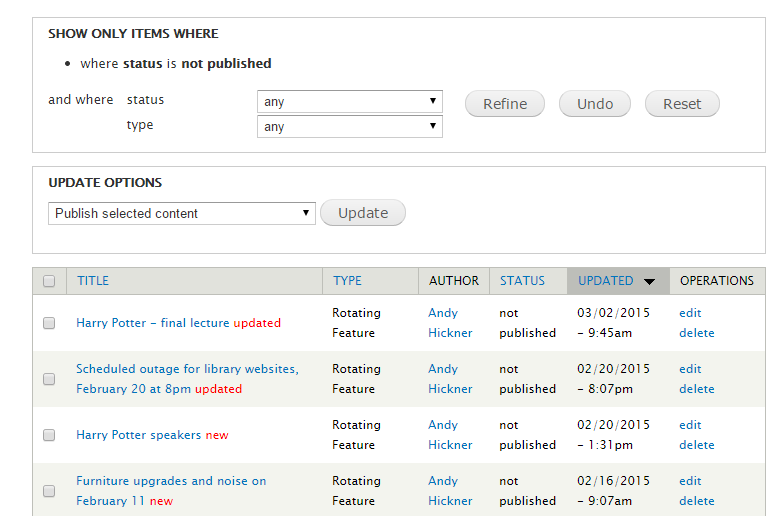 SHOW ONLY ITEMS WHERE
where status is not published
and where status any Refine Undo Reset
type any
UPDATE OPTIONS
Publish selected content Update
TITLE TYPE AUTHOR STATUS UPDATED OPERATIONS
Harry Potter – final lecture updated Rotating Andy not 03/02/2015 edit
Feature Hickner published – 9:45am delete
Scheduled outage for library websites, Rotating Andy not 02/20/2015 edit
February 20 at 8pm updated Feature Hickner published – 8:07pm delete
Harry Potter speakers new Rotating Andy not 02/20/2015 edit
Feature Hickner published – 1:31pm delete
Furniture upgrades and noise on Rotating Andy not 02/16/2015 edit
February 11 new Feature Hickner published – 9:07am delete